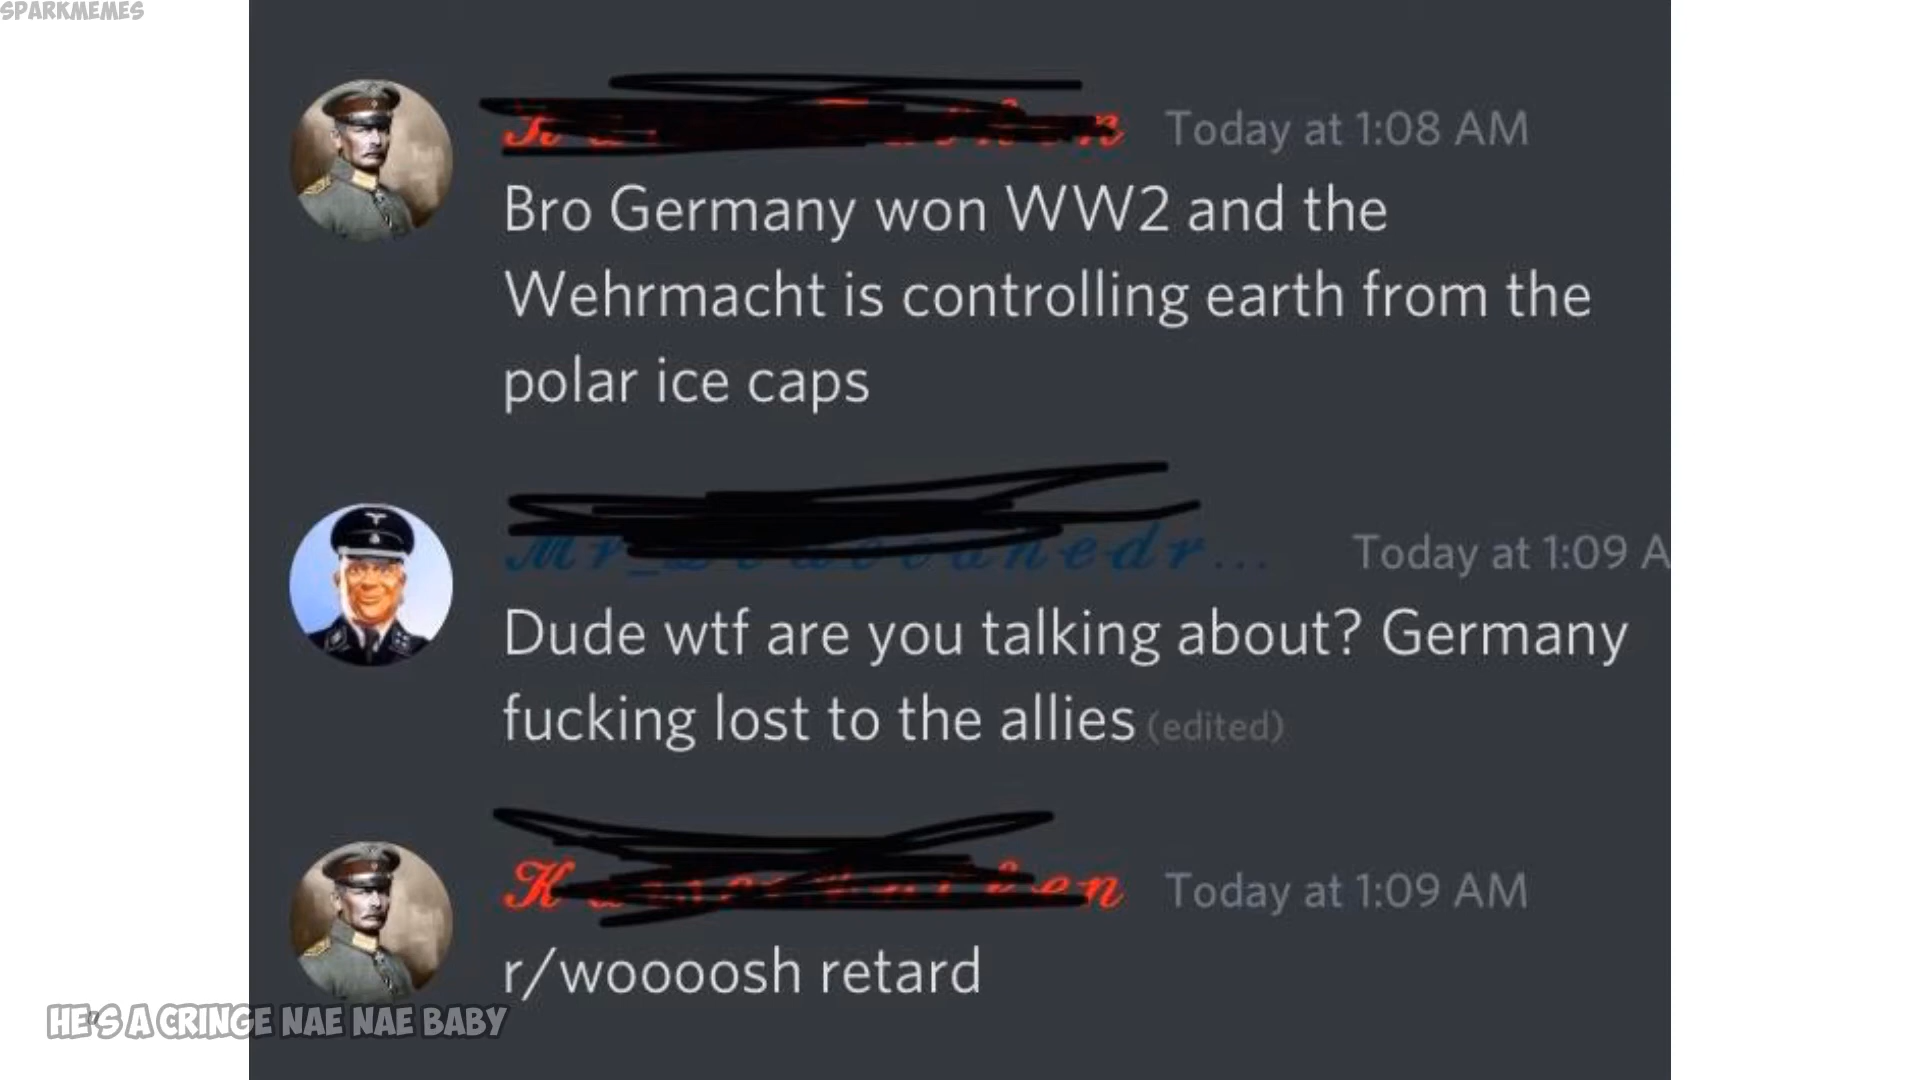 SPARKMEMES
Today at 1:08 AM
Bro Germany won WW2 and the
Wehrmacht is controlling earth from the
polar ice caps
Today at 1:09 A
Dude wtf are you talking about? Germany
fucking lost to the allies (edited)
Today at 1:09 AM
r/woooosh retard
HE'S A CRINGE NAE NAE BABY